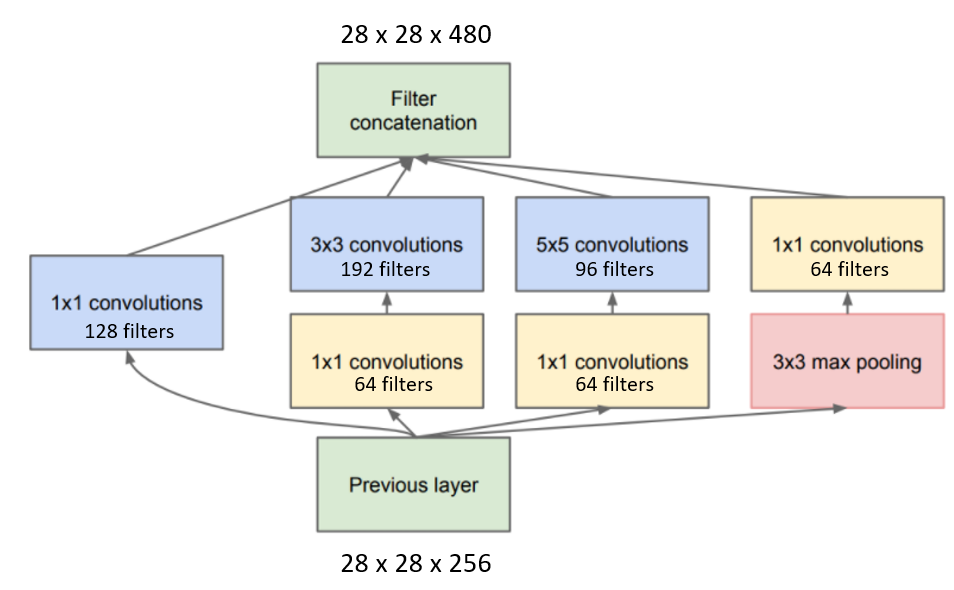 28 x 28 x 480
Filter
concatenation
3x3 convolutions
192 filters
5x5 convolutions
96 filters
1x1 convolutions
64 filters
1x1 convolutions
128 filters
1x1 convolutions
64 filters
1x1 convolutions
64 filters
3x3 max pooling
Previous layer
28 x 28 x 256